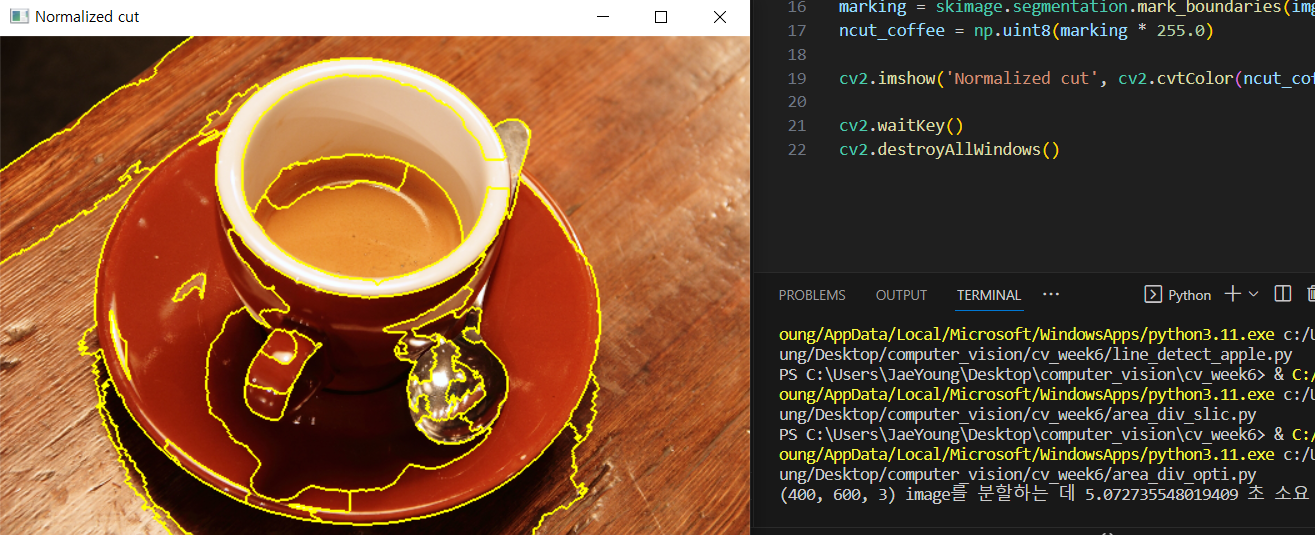 Normalized cut
16 marking = skimage.segmentation.mark_boundaries(img
17 ncut_coffee = np.uint8(marking * 255.0)
18
19 cv2.imshow('Normalized cut', cv2.cvtColor(ncut_cof
20
21 cv2.waitKey()
22 cv2.destroyAllWindows()
PROBLEMS OUTPUT TERMINAL ··· Python
oung/AppData/Local/Microsoft/WindowsApps/python3.11.exe c:/U
ung/Desktop/computer_vision/cv_week6/line_detect_apple.py
PS C:\Users\JaeYoung\Desktop\computer_vision\cv_week6> & C:/
oung/AppData/Local/Microsoft/WindowsApps/python3.11.exe c:/U
ung/Desktop/computer_vision/cv_week6/area_div_slic.py
PS C:\Users\JaeYoung\Desktop\computer_vision\cv_week6> & C:/
oung/AppData/Local/Microsoft/WindowsApps/python3.11.exe c:/U
ung/Desktop/computer_vision/cv_week6/area_div_opti.py
(400, 600, 3) image를 분할하는 데 5.072735548019409 초 소요